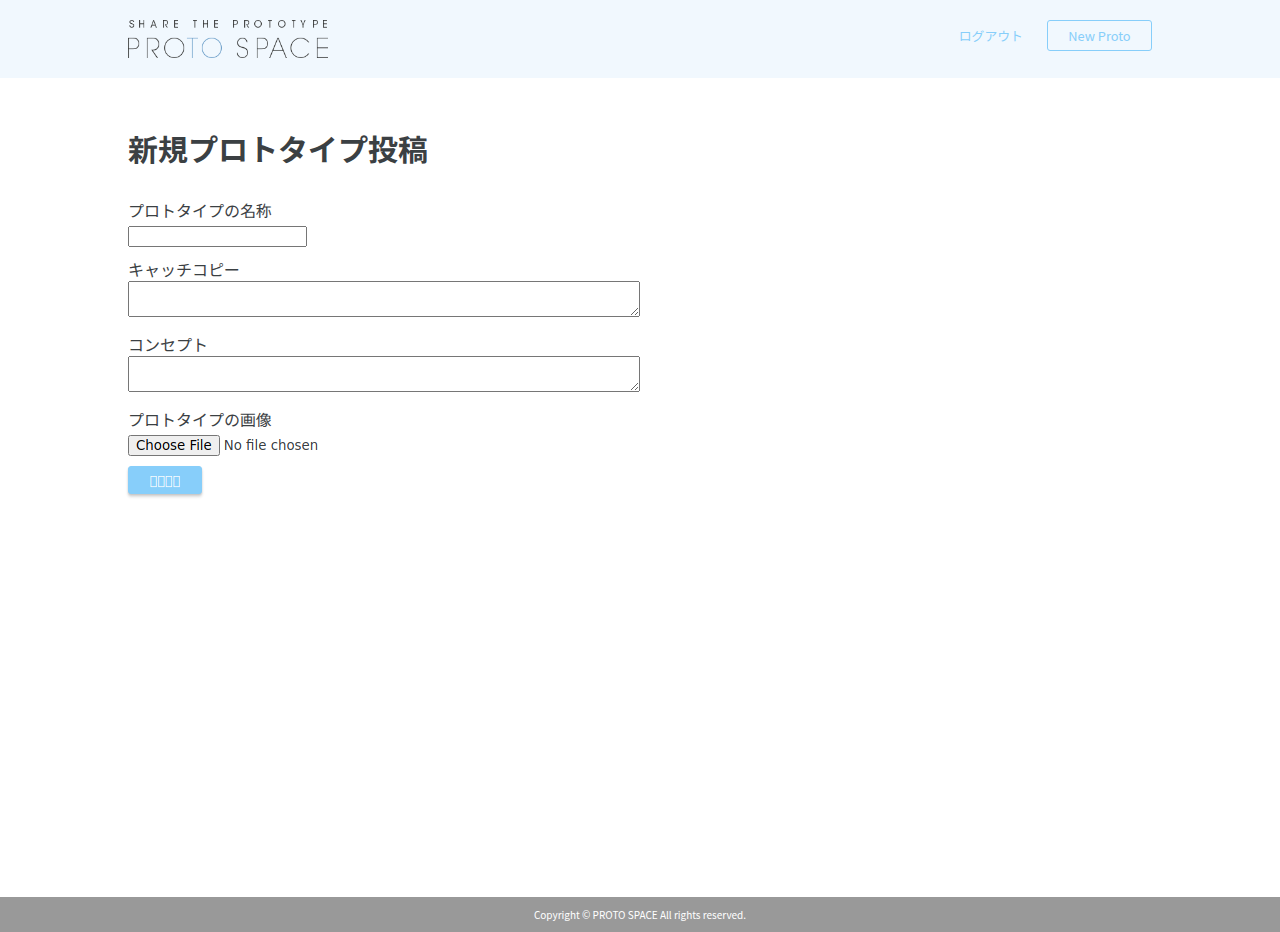 SHARE THE PROTOTYPE
PROTO SPACE
ログアウト
New Proto
新規プロトタイプ投稿
プロトタイプの名称
キャッチコピー
コンセプト
プロトタイプの画像
Choose File No file chosen
Copyright © PROTO SPACE All rights reserved.